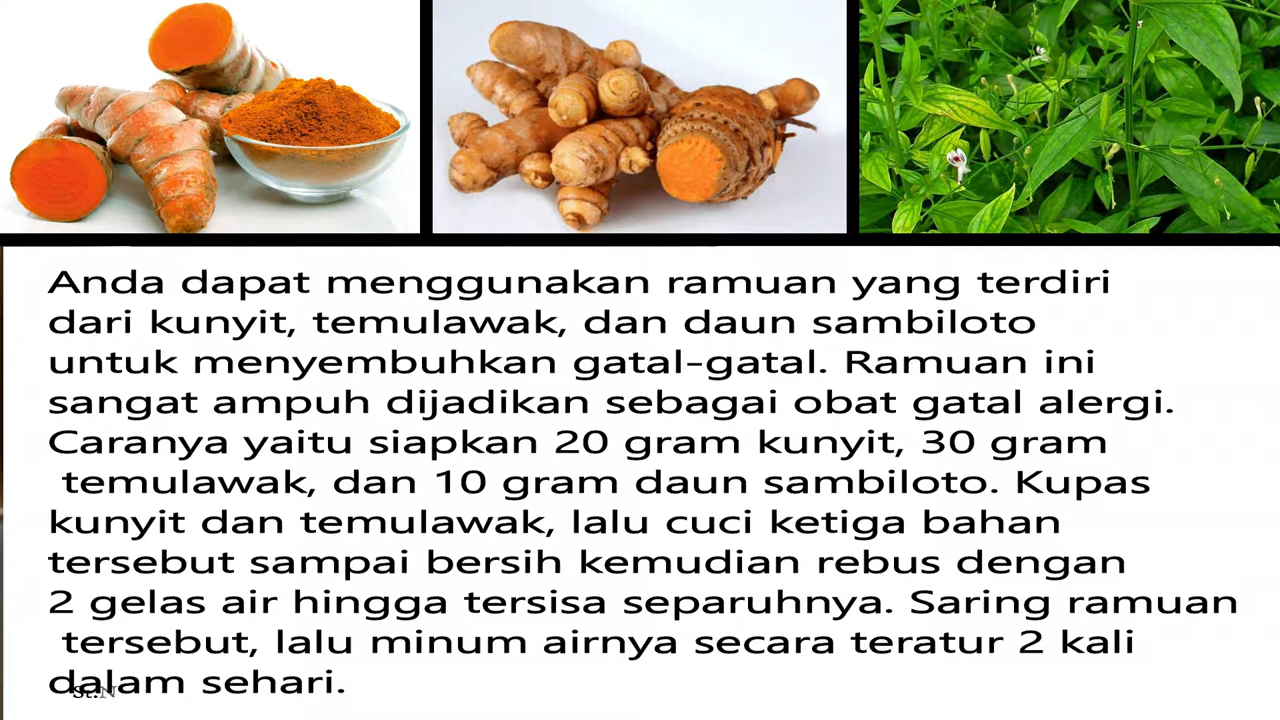 Anda dapat menggunakan ramuan yang terdiri
dari kunyit, temulawak, dan daun sambiloto
untuk menyembuhkan gatal-gatal. Ramuan ini
sangat ampuh dijadikan sebagai obat gatal alergi.
Caranya yaitu siapkan 20 gram kunyit, 30 gram
temulawak, dan 10 gram daun sambiloto. Kupas
kunyit dan temulawak, lalu cuci ketiga bahan
tersebut sampai bersih kemudian rebus dengan
2 gelas air hingga tersisa separuhnya. Saring ramuan
tersebut, lalu minum airnya secara teratur 2 kali
dalam sehari.
St.N